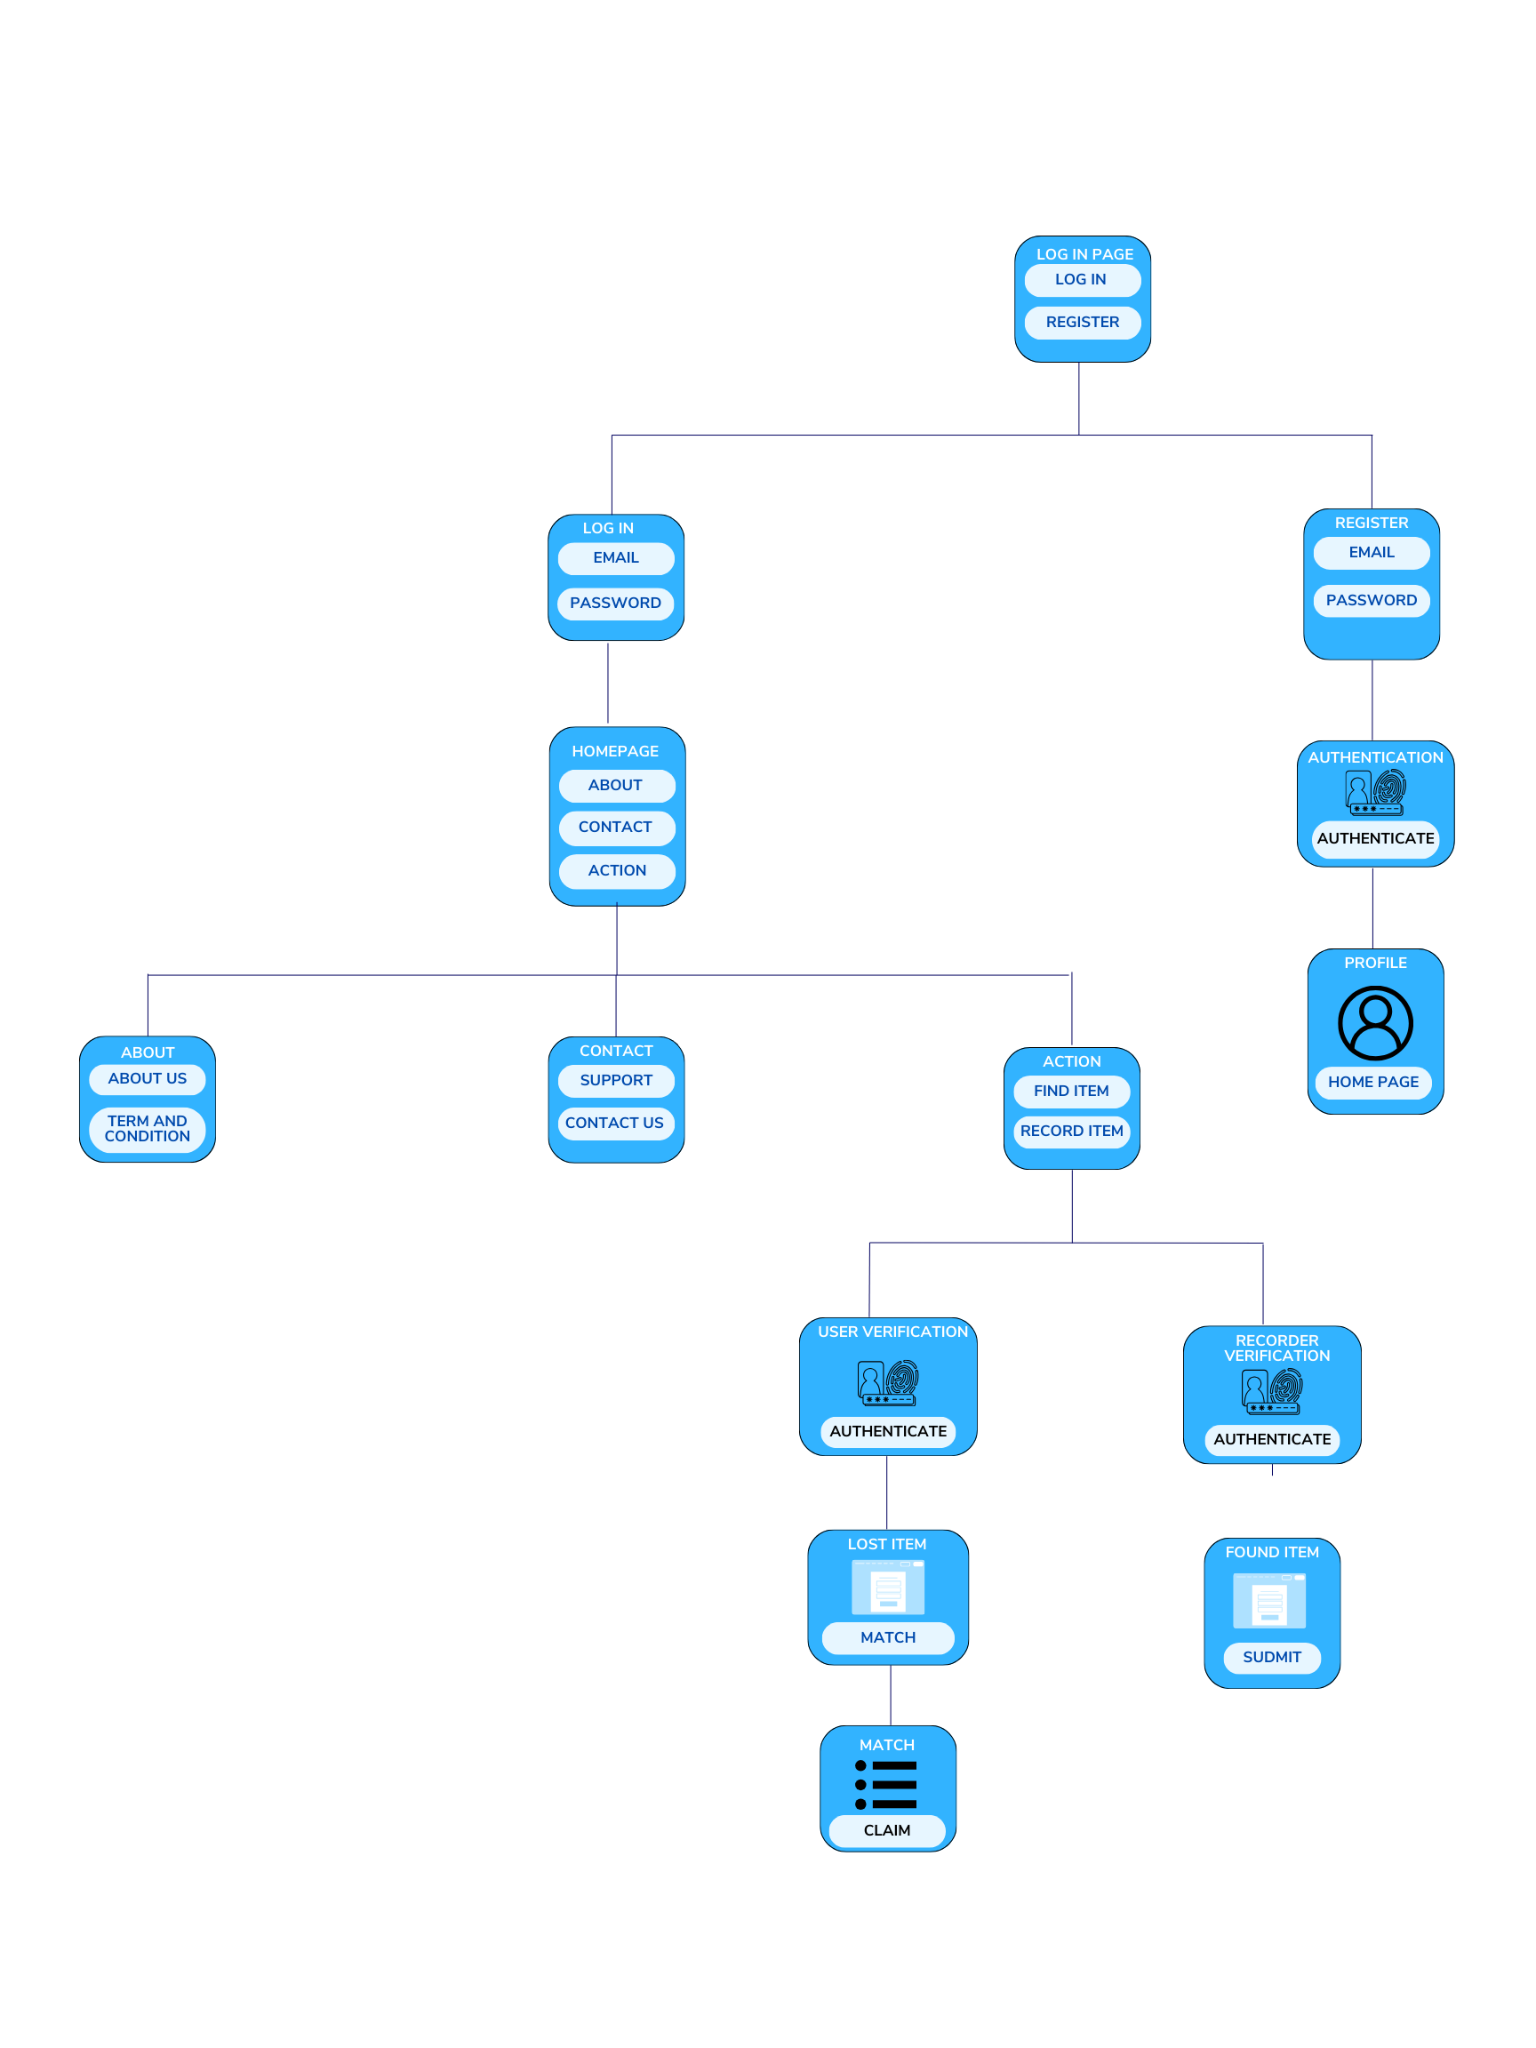 LOG IN PAGE
LOG IN
REGISTER
LOG IN
EMAIL
PASSWORD
REGISTER
EMAIL
PASSWORD
HOMEPAGE
ABOUT
CONTACT
ACTION
AUTHENTICATION
AUTHENTICATE
PROFILE
HOME PAGE
ABOUT
ABOUT US
TERM AND
CONDITION
CONTACT
SUPPORT
CONTACT US
ACTION
FIND ITEM
RECORD ITEM
USER VERIFICATION
AUTHENTICATE
RECORDER
VERIFICATION
AUTHENTICATE
LOST ITEM
MATCH
FOUND ITEM
SUDMIT
MATCH
CLAIM